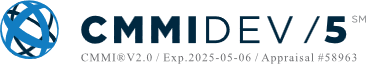 CMMIDEV/5℠
CMMI®V2.0 / Exp.2025-05-06 / Appraisal #58963